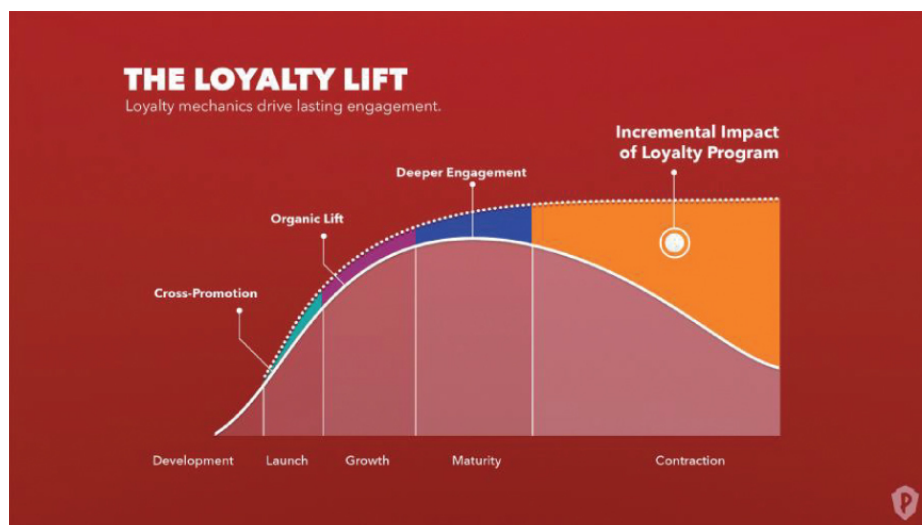 THE LOYALTY LIFT
Loyalty mechanics drive lasting engagement.
Incremental Impact
of Loyalty Program
Deeper Engagement
Organic Lift
Cross-Promotion
Development
Launch
Growth
Maturity
Contraction
P